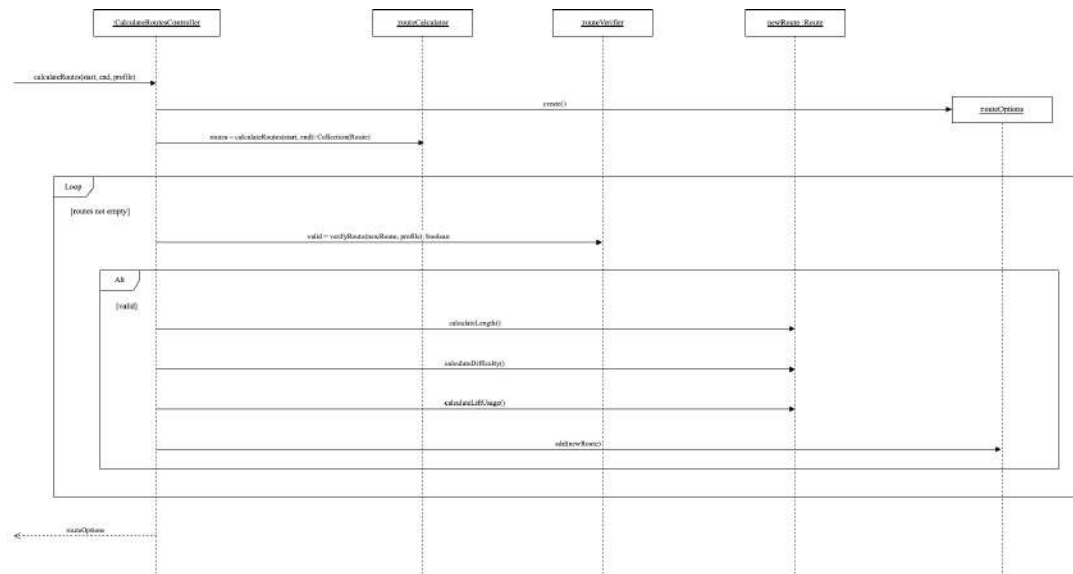 :CalculateRoutesController
:routeCalculator
:routeVerifier
newRoute :Route
calculateRoutes(start, end, profile)
create()
:routeOptions
routes = calculateRoutes(start, end): Collection(Route)
Loop
[routes not empty]
valid = verifyRoute(newRoute, profile): boolean
Alt
[valid]
calculateLength()
calculateDifficulty()
calculateLiftUsage()
add(newRoute)
routeOptions